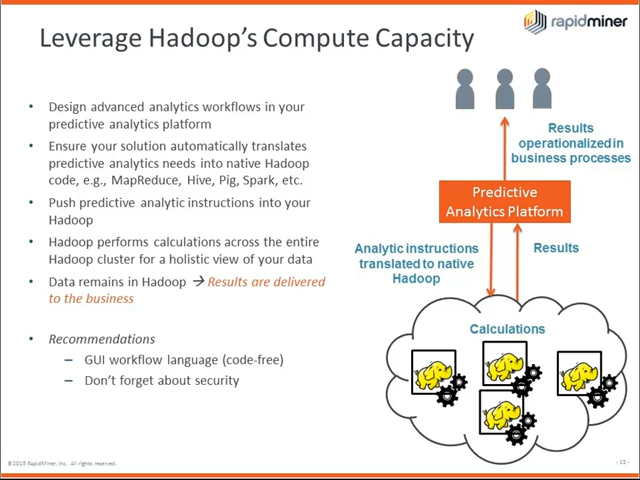 rapidminer
Leverage Hadoop's Compute Capacity
• Design advanced analytics workflows in your
predictive analytics platform
• Ensure your solution automatically translates
predictive analytics needs into native Hadoop
code, e.g., MapReduce, Hive, Pig, Spark, etc.
• Push predictive analytic instructions into your
Hadoop
• Hadoop performs calculations across the entire
Hadoop cluster for a holistic view of your data
• Data remains in Hadoop → Results are delivered
to the business
• Recommendations
– GUI workflow language (code-free)
– Don't forget about security
Results
operationalized in
business processes
Predictive
Analytics Platform
Analytic instructions
translated to native
Hadoop
Results
Calculations
©2015 RapidMiner, Inc. All rights reserved.
- 13 -